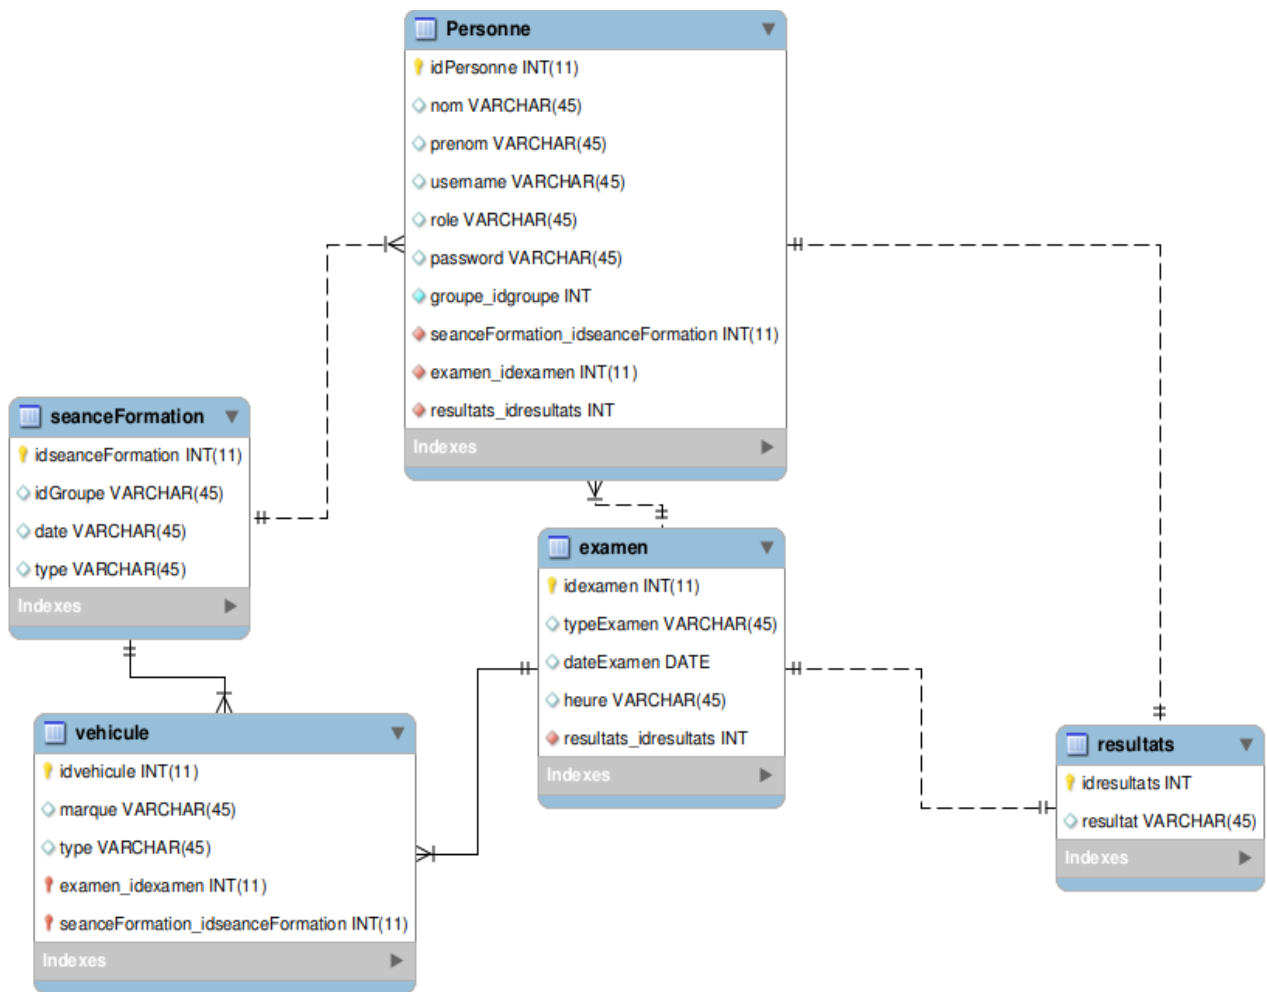 Personne
idPersonne INT(11)
nom VARCHAR(45)
prenom VARCHAR(45)
username VARCHAR(45)
role VARCHAR(45)
password VARCHAR(45)
groupe_idgroupe INT
seanceFormation_idseanceFormation INT(11)
examen_idexamen INT(11)
resultats_idresultats INT
Indexes
seanceFormation
idseanceFormation INT(11)
idGroupe VARCHAR(45)
date VARCHAR(45)
type VARCHAR(45)
Indexes
examen
idexamen INT(11)
typeExamen VARCHAR(45)
dateExamen DATE
heure VARCHAR(45)
resultats_idresultats INT
Indexes
vehicule
idvehicule INT(11)
marque VARCHAR(45)
type VARCHAR(45)
examen_idexamen INT(11)
seanceFormation_idseanceFormation INT(11)
Indexes
resultats
idresultats INT
resultat VARCHAR(45)
Indexes